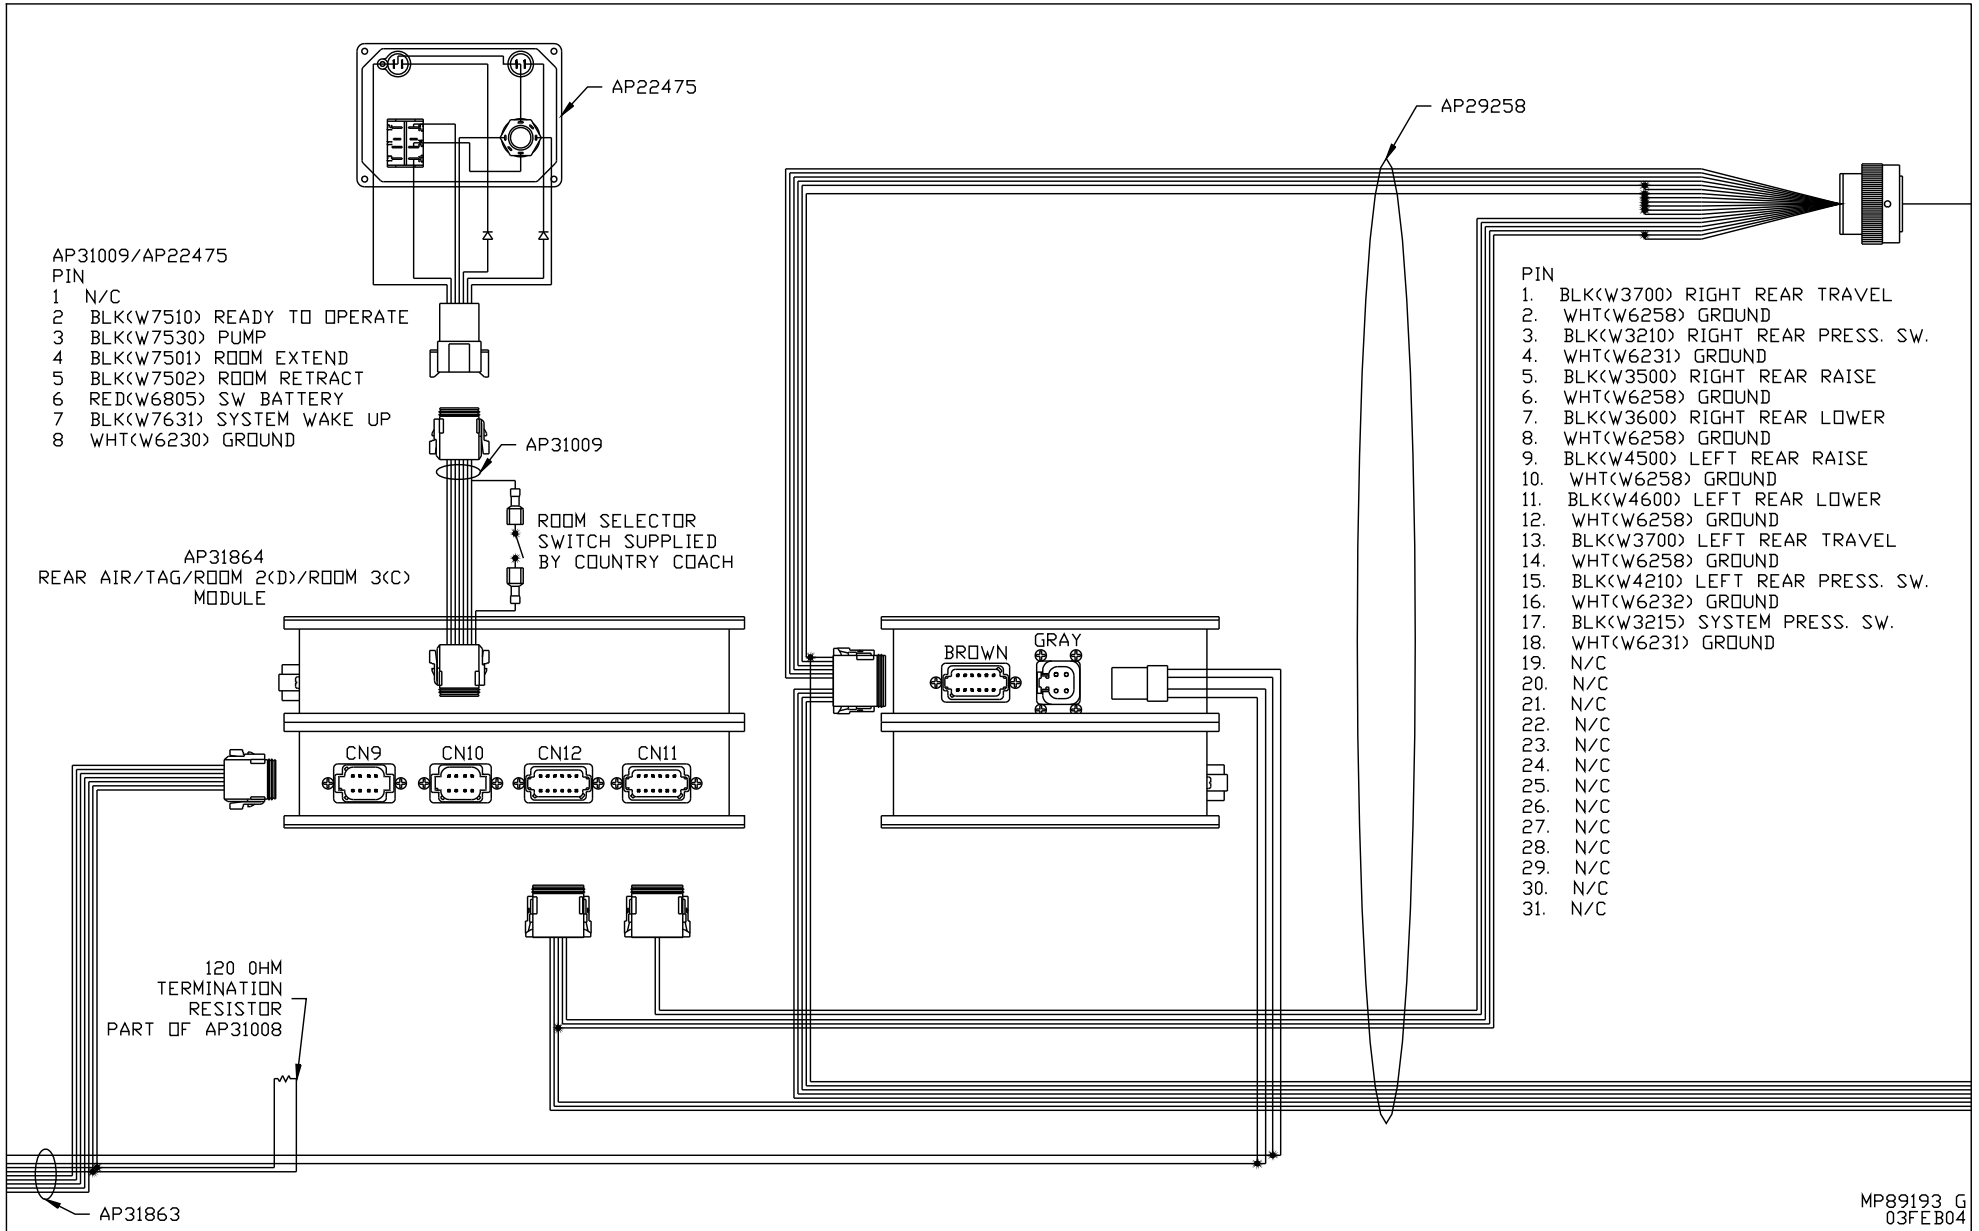 AP22475
AP29258
AP31009/AP22475
PIN
1 N/C
2 BLK(W7510) READY TO OPERATE
3 BLK(W7530) PUMP
4 BLK(W7501) ROOM EXTEND
5 BLK(W7502) ROOM RETRACT
6 RED(W6805) SW BATTERY
7 BLK(W7631) SYSTEM WAKE UP
8 WHT(W6230) GROUND
AP31009
ROOM SELECTOR
SWITCH SUPPLIED
BY COUNTRY COACH
AP31864
REAR AIR/TAG/ROOM 2(D)/ROOM 3(C)
MODULE
CN9
CN10
CN12
CN11
BROWN
GRAY
PIN
1. BLK(W3700) RIGHT REAR TRAVEL
2. WHT(W6258) GROUND
3. BLK(W3210) RIGHT REAR PRESS. SW.
4. WHT(W6231) GROUND
5. BLK(W3500) RIGHT REAR RAISE
6. WHT(W6258) GROUND
7. BLK(W3600) RIGHT REAR LOWER
8. WHT(W6258) GROUND
9. BLK(W4500) LEFT REAR RAISE
10. WHT(W6258) GROUND
11. BLK(W4600) LEFT REAR LOWER
12. WHT(W6258) GROUND
13. BLK(W3700) LEFT REAR TRAVEL
14. WHT(W6258) GROUND
15. BLK(W4210) LEFT REAR PRESS. SW.
16. WHT(W6232) GROUND
17. BLK(W3215) SYSTEM PRESS. SW.
18. WHT(W6231) GROUND
19. N/C
20. N/C
21. N/C
22. N/C
23. N/C
24. N/C
25. N/C
26. N/C
27. N/C
28. N/C
29. N/C
30. N/C
31. N/C
120 OHM
TERMINATION
RESISTOR
PART OF AP31008
AP31863
MP89193 G
03FEB04